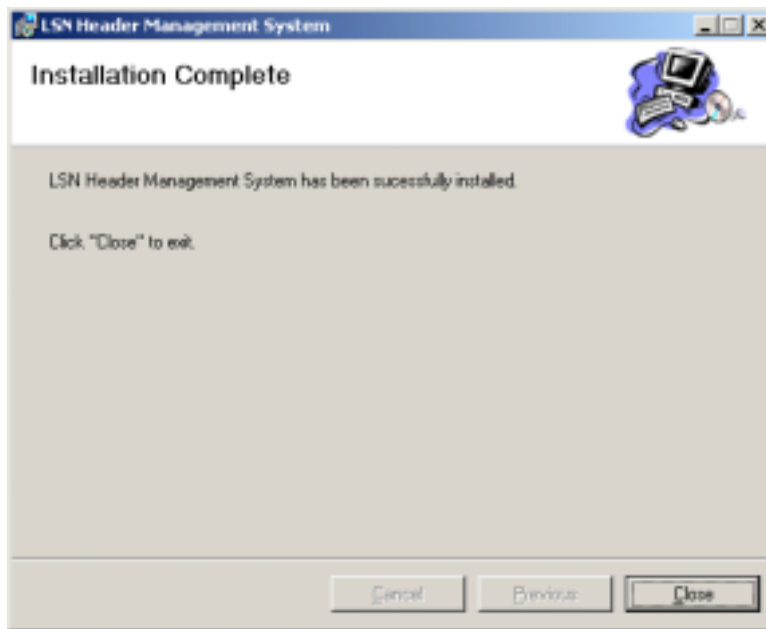 LSN Header Management System
Installation Complete
LSN Header Management System has been sucessfully installed.
Click "Close" to exit.
Cancel
Previous
Close